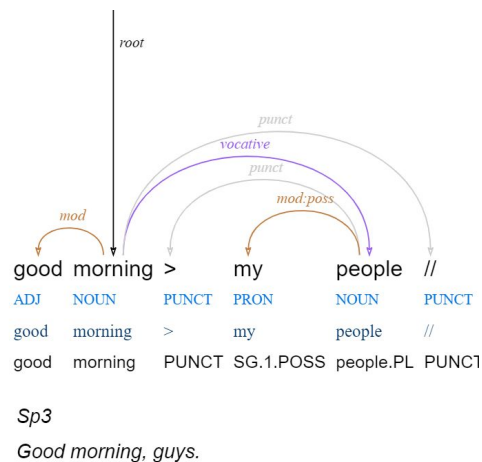 root
punct
vocative
punct
mod mod:poss
good morning > my people //
ADJ NOUN PUNCT PRON NOUN PUNCT
good morning > my people //
good morning PUNCT SG.1.POSS people.PL PUNCT
Sp3
Good morning, guys.